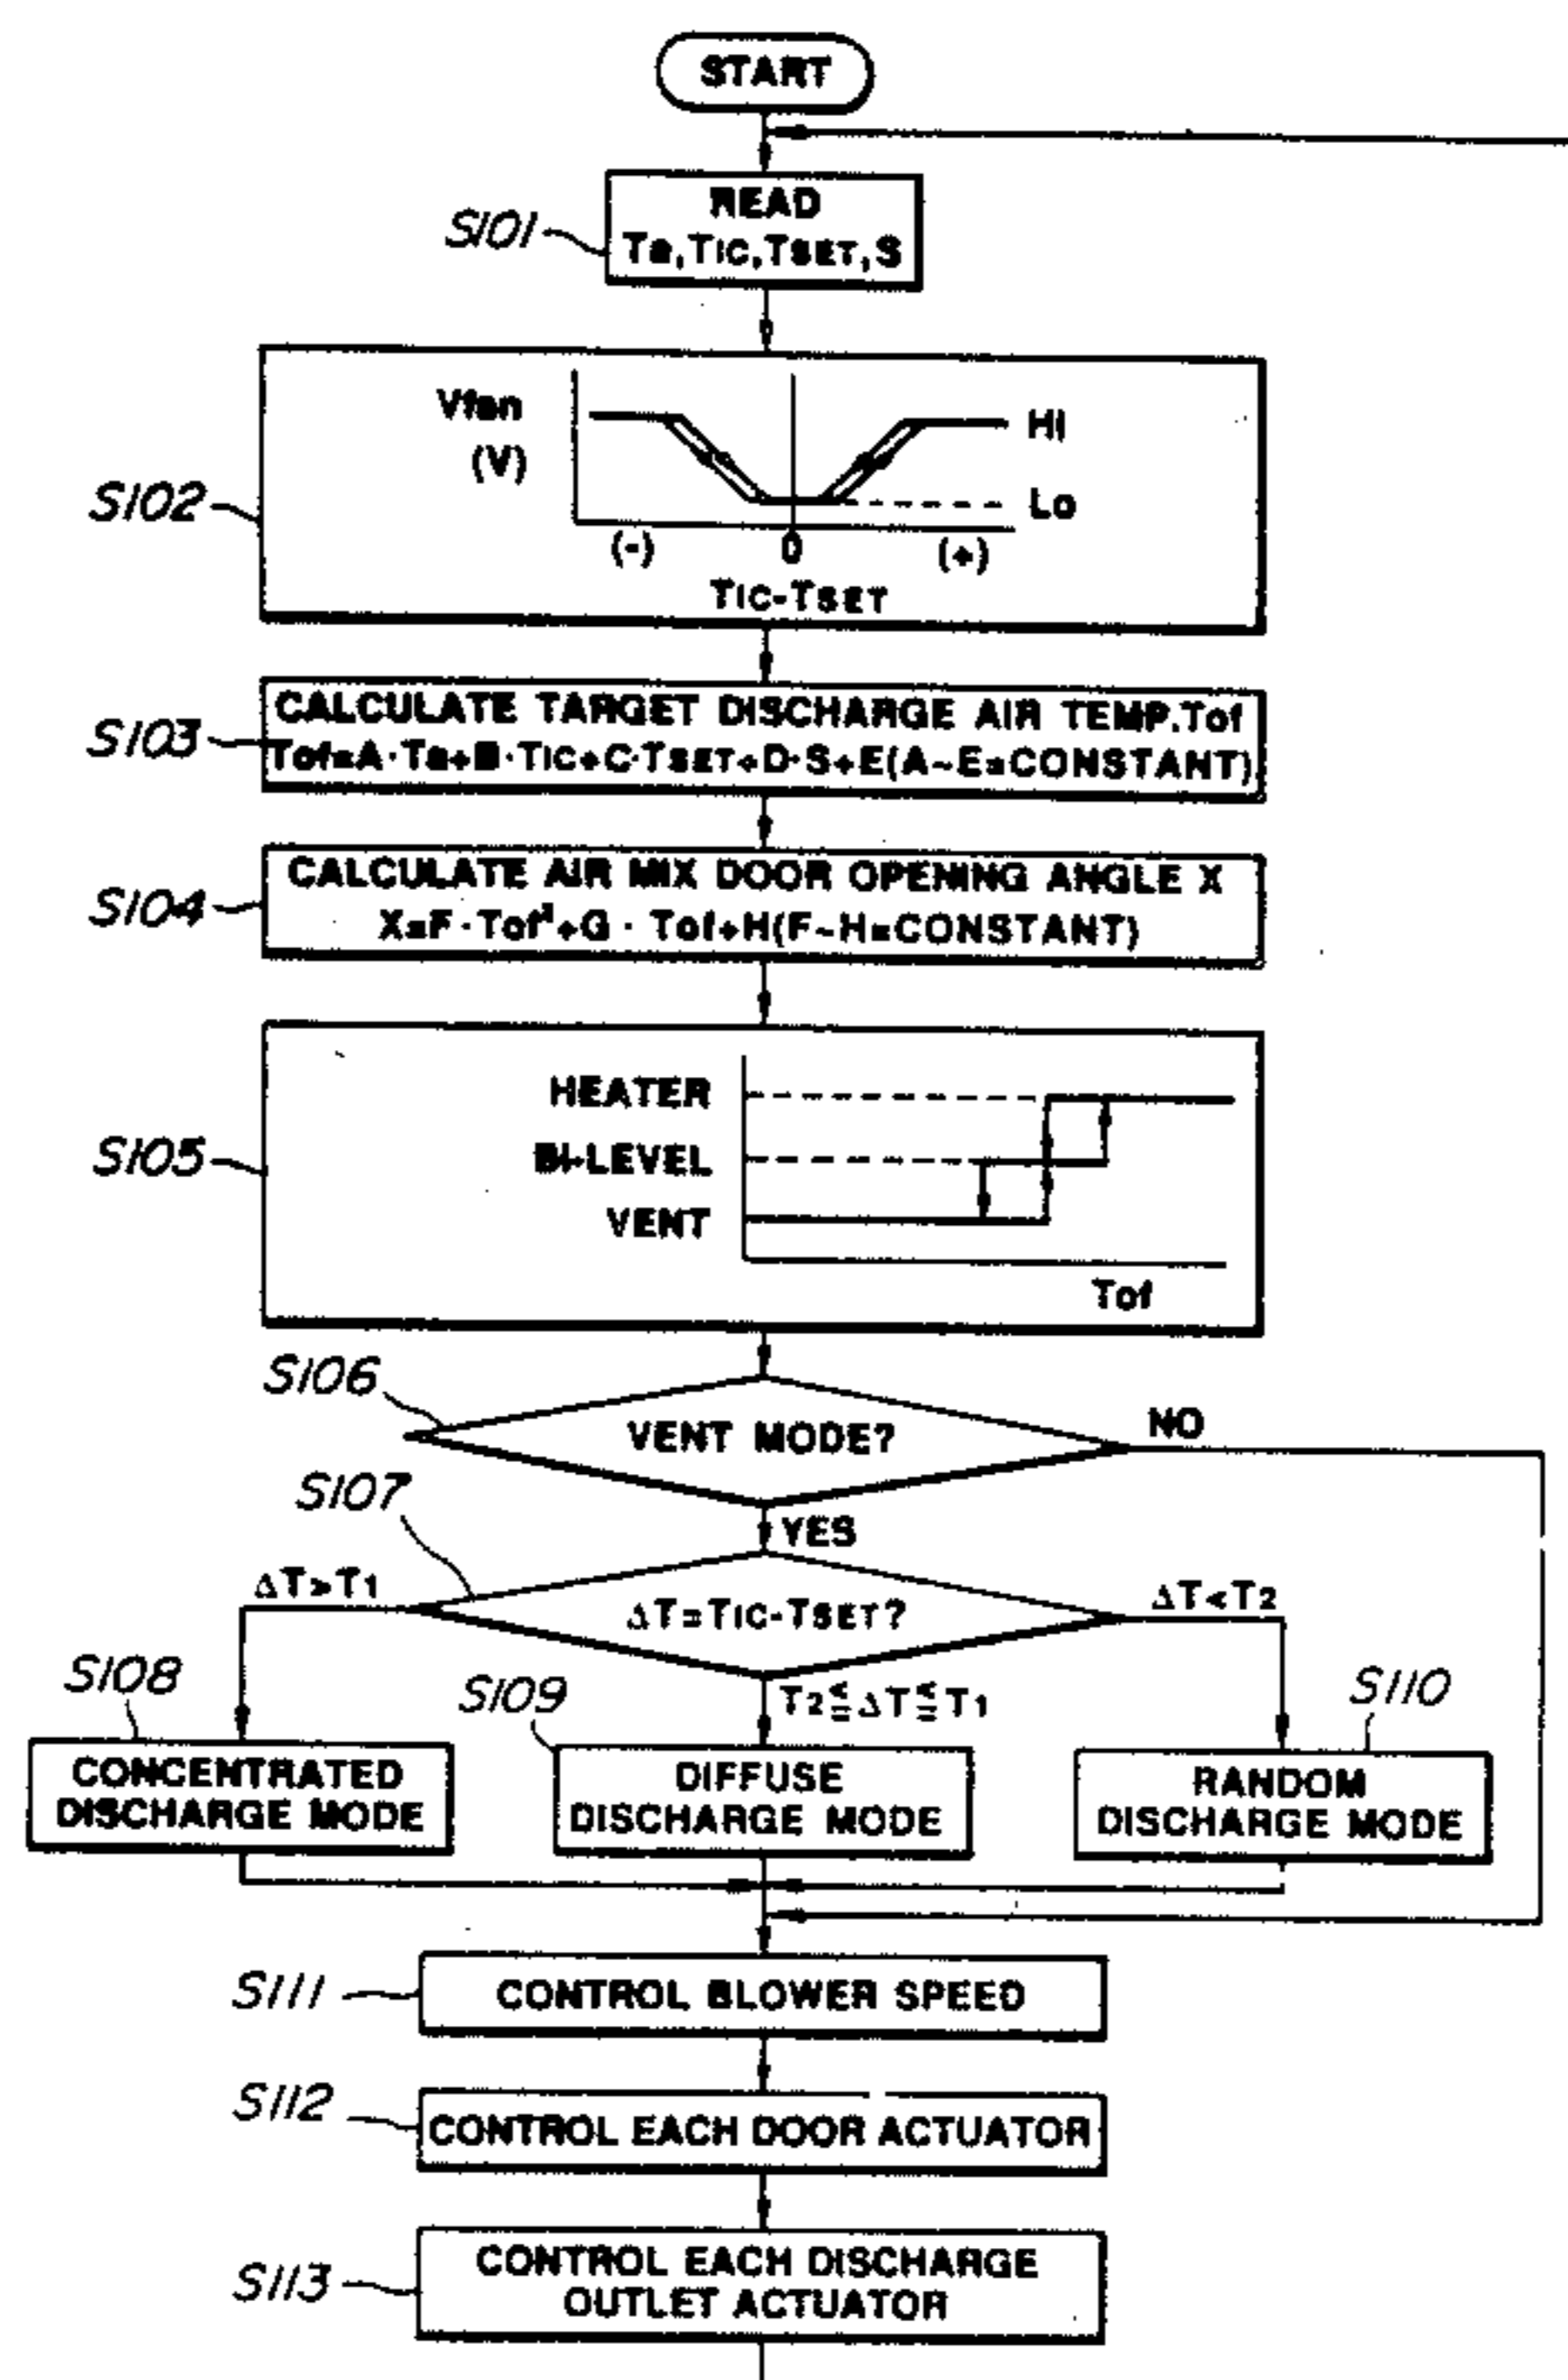 START
READ
S101
Ta,TIC,TSET,S
Vfan
(V)
HI
Lo
S102
(-)
0
(+)
TIC-TSET
S103
CALCULATE TARGET DISCHARGE AIR TEMP.Tof
Tof=A·Ta+B·TIC+C·TSET+D·S+E(A~E=CONSTANT)
S104
CALCULATE AIR MIX DOOR OPENING ANGLE X
X=F·Tof²+G · Tof+H(F~H=CONSTANT)
S105
HEATER
BI-LEVEL
VENT
Tof
S106
VENT MODE?
NO
S107
YES
ΔT>T1
ΔT=TIC-TSET?
ΔT<T2
S108
S109
T2≦ΔT≦T1
S110
CONCENTRATED
DISCHARGE MODE
DIFFUSE
DISCHARGE MODE
RANDOM
DISCHARGE MODE
S111
CONTROL BLOWER SPEED
S112
CONTROL EACH DOOR ACTUATOR
S113
CONTROL EACH DISCHARGE
OUTLET ACTUATOR